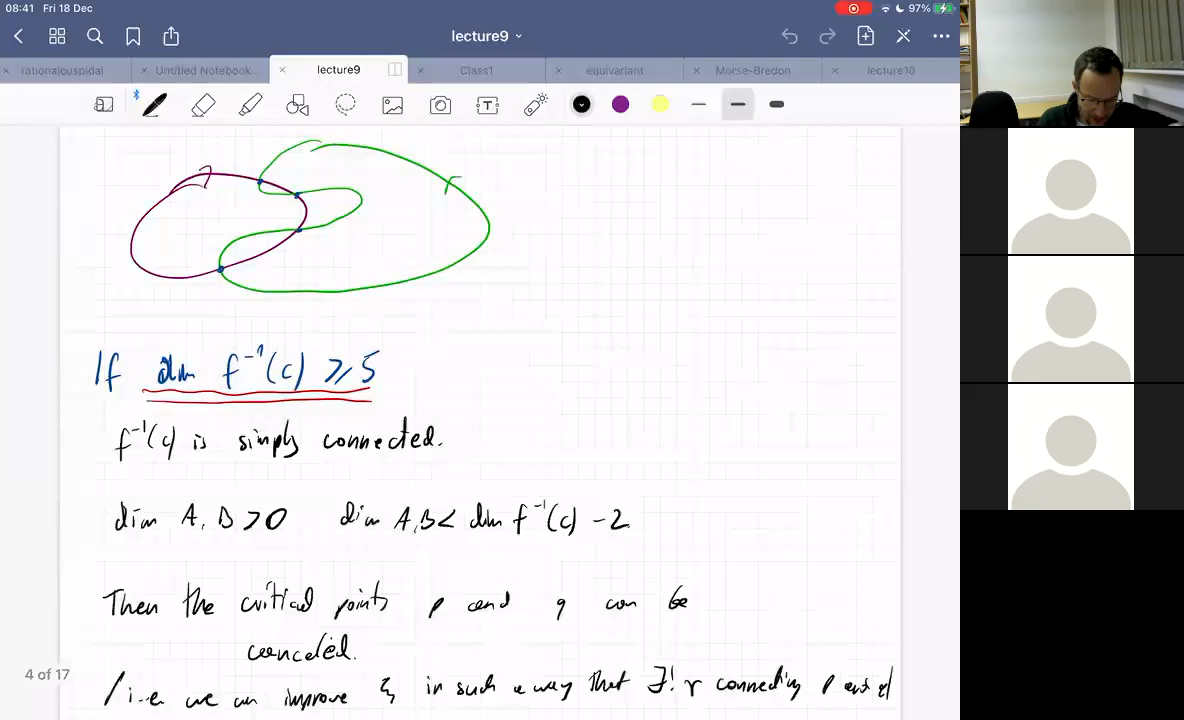 08:41 Fri 18 Dec
97%
lecture9
rationalcuspidal
Untitled Notebook...
lecture9
Class1
equivariant
Morse-Bredon
lecture10
If dim f⁻¹(c) ⩾ 5
f⁻¹(c) is simply connected.
dim A, B > 0 dim A, B < dim f⁻¹(c) - 2
Then the critical points p and q can be
canceled.
4 of 17
i.e. we can improve ξ in such a way that ∃! γ connecting p and q